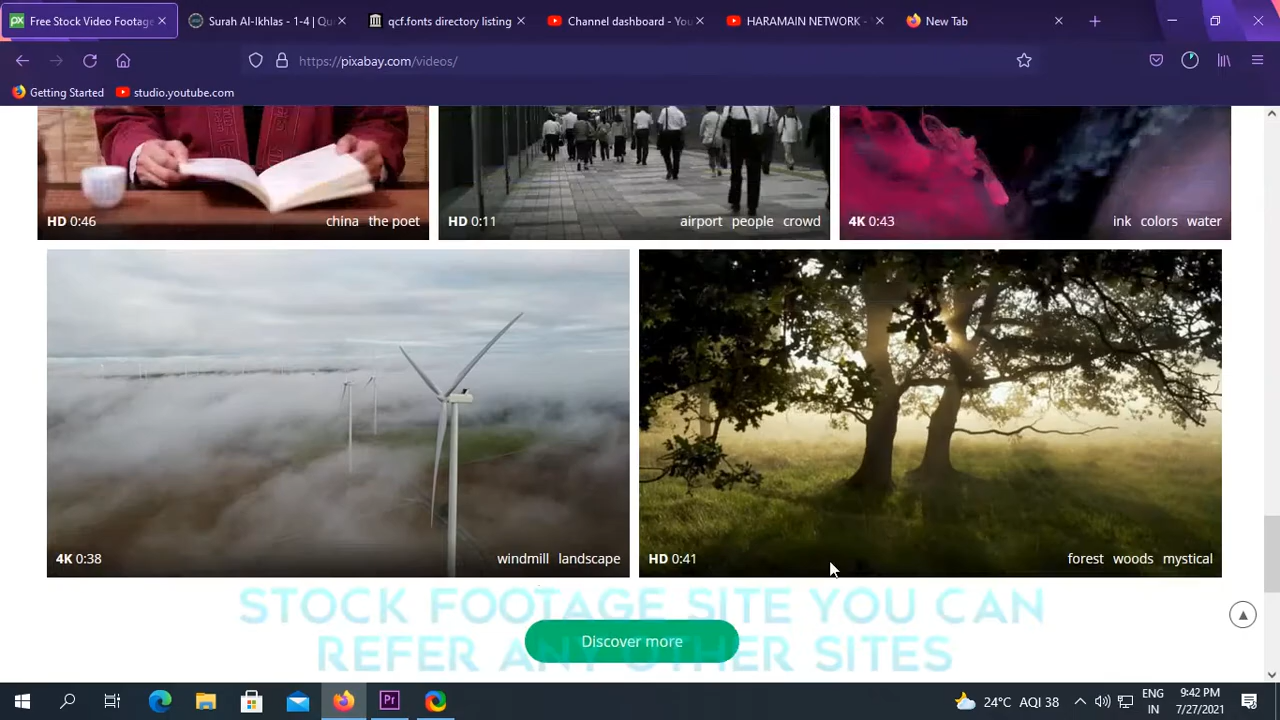 Free Stock Video Footage
Surah Al-Ikhlas - 1-4 | Qu
qcf.fonts directory listing
Channel dashboard - You
HARAMAIN NETWORK -
New Tab
https://pixabay.com/videos/
Getting Started
studio.youtube.com
HD 0:46
china the poet
HD 0:11
airport people crowd
4K 0:43
ink colors water
4K 0:38
windmill landscape
HD 0:41
forest woods mystical
STOCK FOOTAGE SITE YOU CAN
REFER ANY OTHER SITES
Discover more
Pr
24°C AQI 38
ENG
IN
9:42 PM
7/27/2021